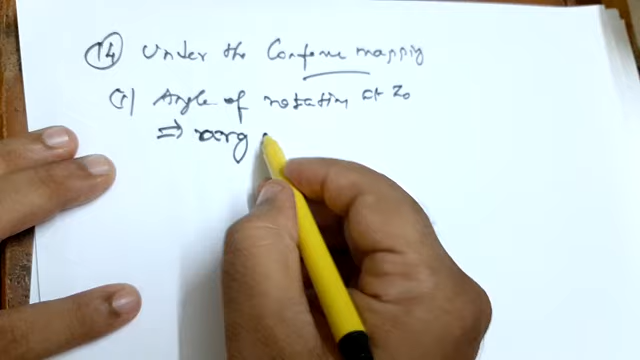 14 Under the Conforme mapping
(i) Angle of rotation at z₀
⇒ arg